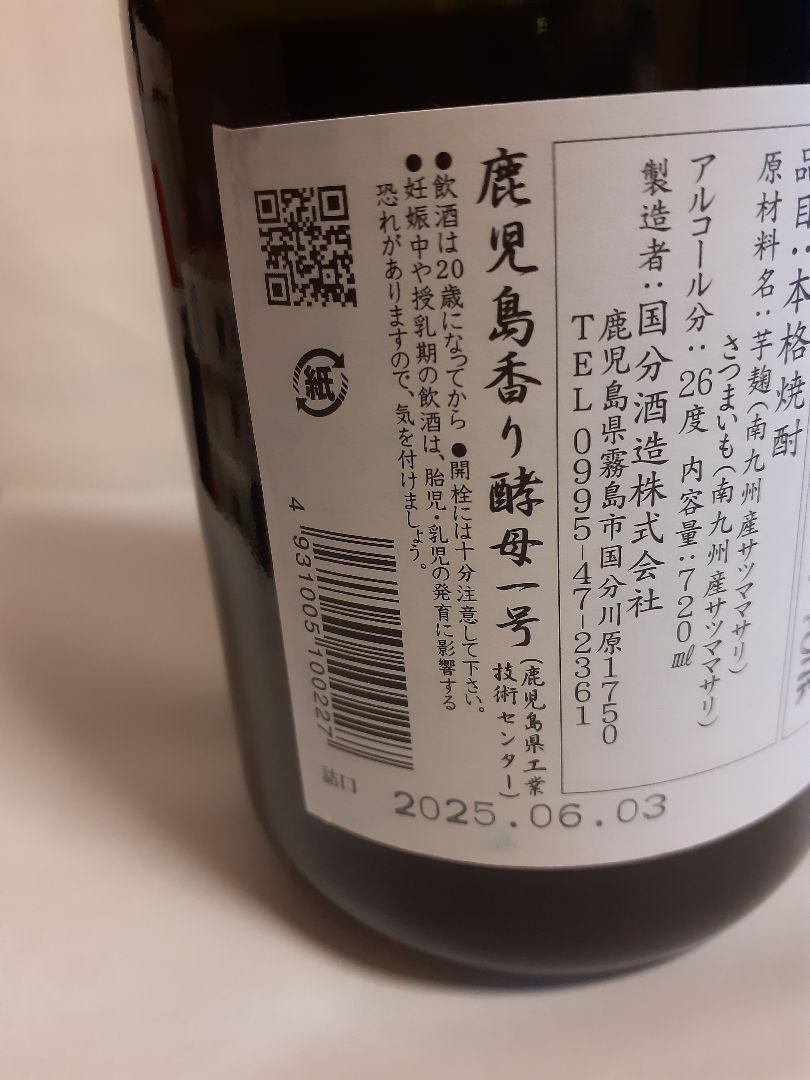 品目：本格焼酎
原材料名：芋麹（南九州産サツママサリ）
さつまいも（南九州産サツママサリ）
アルコール分：26度 内容量：720㎖
製造者：国分酒造株式会社
鹿児島県霧島市国分川原1750
TEL 0995-47-2361
鹿児島香り酵母一号（鹿児島県工業
技術センター）
●飲酒は20歳になってから ●開栓には十分注意して下さい。
●妊娠中や授乳期の飲酒は、胎児・乳児の発育に影響する
恐れがありますので、気を付けましょう。
紙
4 931005 100227
詰口
2025.06.03